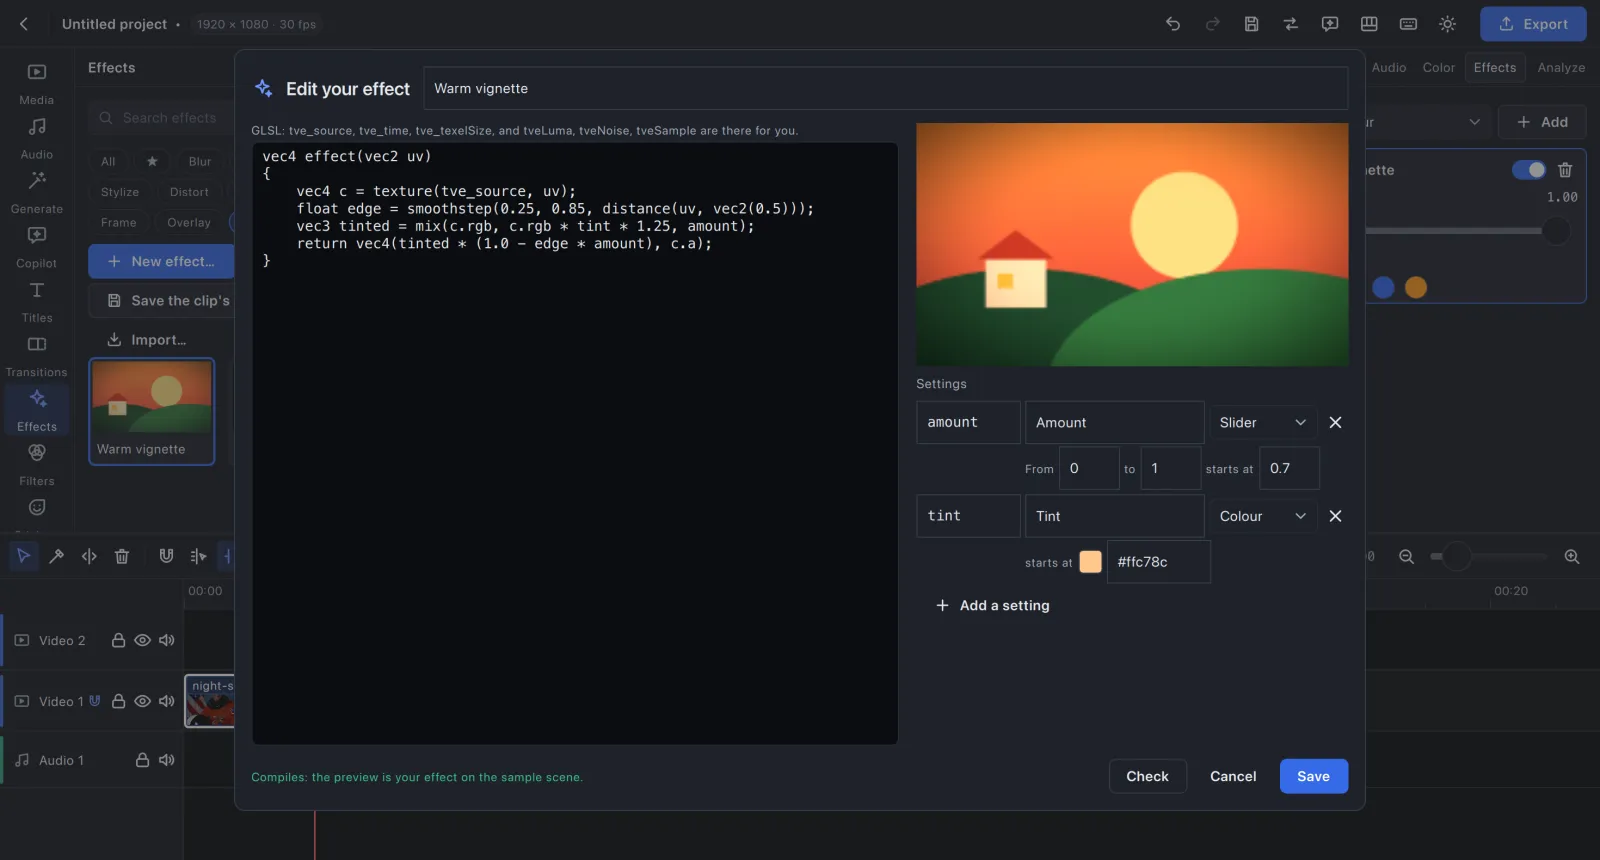 Untitled project •
1920 × 1080 · 30 fps
Export
Effects
Audio
Color
Effects
Analyze
Media
Audio
Generate
Copilot
Titles
Transitions
Effects
Filters
Search effects
All
★
Blur
Stylize
Distort
Frame
Overlay
+ New effect...
Save the clip's
Import...
Warm vignette
Edit your effect
Warm vignette
GLSL: tve_source, tve_time, tve_texelSize, and tveLuma, tveNoise, tveSample are there for you.
vec4 effect(vec2 uv)
{
    vec4 c = texture(tve_source, uv);
    float edge = smoothstep(0.25, 0.85, distance(uv, vec2(0.5)));
    vec3 tinted = mix(c.rgb, c.rgb * tint * 1.25, amount);
    return vec4(tinted * (1.0 - edge * amount), c.a);
}
Settings
amount
Amount
Slider
From 0 to 1 starts at 0.7
tint
Tint
Colour
starts at #ffc78c
+ Add a setting
Compiles: the preview is your effect on the sample scene.
Check
Cancel
Save
+ Add
ette
1.00
00:00
00:20
Video 2
Video 1
night-s
Audio 1